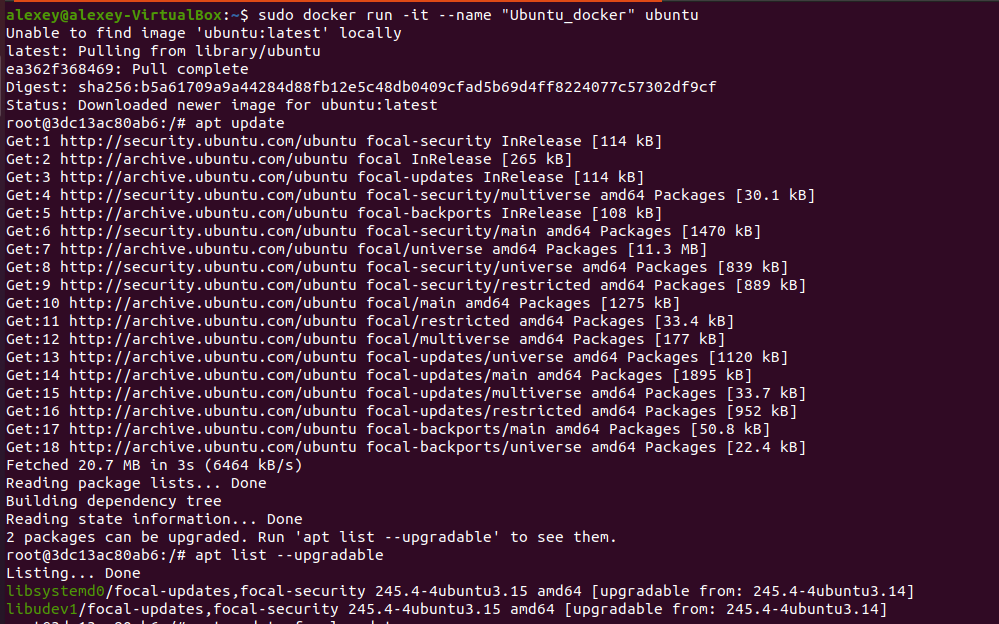 alexey@alexey-VirtualBox:~$ sudo docker run -it --name "Ubuntu_docker" ubuntu
Unable to find image 'ubuntu:latest' locally
latest: Pulling from library/ubuntu
ea362f368469: Pull complete
Digest: sha256:b5a61709a9a44284d88fb12e5c48db0409cfad5b69d4ff8224077c57302df9cf
Status: Downloaded newer image for ubuntu:latest
root@3dc13ac80ab6:/# apt update
Get:1 http://security.ubuntu.com/ubuntu focal-security InRelease [114 kB]
Get:2 http://archive.ubuntu.com/ubuntu focal InRelease [265 kB]
Get:3 http://archive.ubuntu.com/ubuntu focal-updates InRelease [114 kB]
Get:4 http://security.ubuntu.com/ubuntu focal-security/multiverse amd64 Packages [30.1 kB]
Get:5 http://archive.ubuntu.com/ubuntu focal-backports InRelease [108 kB]
Get:6 http://security.ubuntu.com/ubuntu focal-security/main amd64 Packages [1470 kB]
Get:7 http://archive.ubuntu.com/ubuntu focal/universe amd64 Packages [11.3 MB]
Get:8 http://security.ubuntu.com/ubuntu focal-security/universe amd64 Packages [839 kB]
Get:9 http://security.ubuntu.com/ubuntu focal-security/restricted amd64 Packages [889 kB]
Get:10 http://archive.ubuntu.com/ubuntu focal/main amd64 Packages [1275 kB]
Get:11 http://archive.ubuntu.com/ubuntu focal/restricted amd64 Packages [33.4 kB]
Get:12 http://archive.ubuntu.com/ubuntu focal/multiverse amd64 Packages [177 kB]
Get:13 http://archive.ubuntu.com/ubuntu focal-updates/universe amd64 Packages [1120 kB]
Get:14 http://archive.ubuntu.com/ubuntu focal-updates/main amd64 Packages [1895 kB]
Get:15 http://archive.ubuntu.com/ubuntu focal-updates/multiverse amd64 Packages [33.7 kB]
Get:16 http://archive.ubuntu.com/ubuntu focal-updates/restricted amd64 Packages [952 kB]
Get:17 http://archive.ubuntu.com/ubuntu focal-backports/main amd64 Packages [50.8 kB]
Get:18 http://archive.ubuntu.com/ubuntu focal-backports/universe amd64 Packages [22.4 kB]
Fetched 20.7 MB in 3s (6464 kB/s)
Reading package lists... Done
Building dependency tree
Reading state information... Done
2 packages can be upgraded. Run 'apt list --upgradable' to see them.
root@3dc13ac80ab6:/# apt list --upgradable
Listing... Done
libsystemd0/focal-updates,focal-security 245.4-4ubuntu3.15 amd64 [upgradable from: 245.4-4ubuntu3.14]
libudev1/focal-updates,focal-security 245.4-4ubuntu3.15 amd64 [upgradable from: 245.4-4ubuntu3.14]